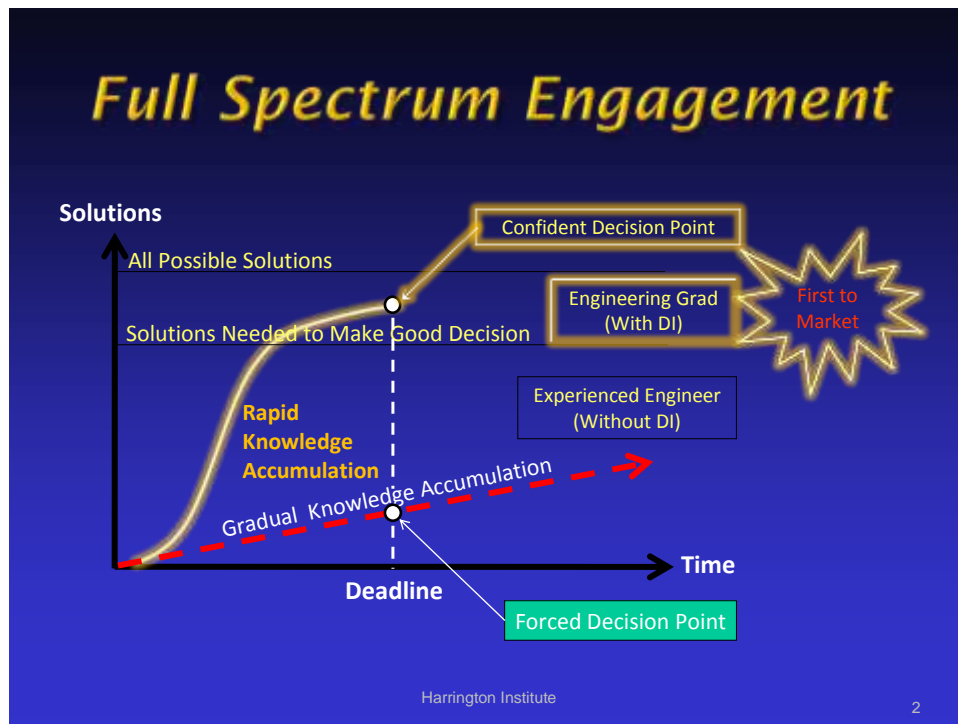 Full Spectrum Engagement
Solutions
Confident Decision Point
All Possible Solutions
Engineering Grad
(With DI)
First to
Market
Solutions Needed to Make Good Decision
Experienced Engineer
(Without DI)
Rapid
Knowledge
Accumulation
Gradual Knowledge Accumulation
Time
Deadline
Forced Decision Point
Harrington Institute
2